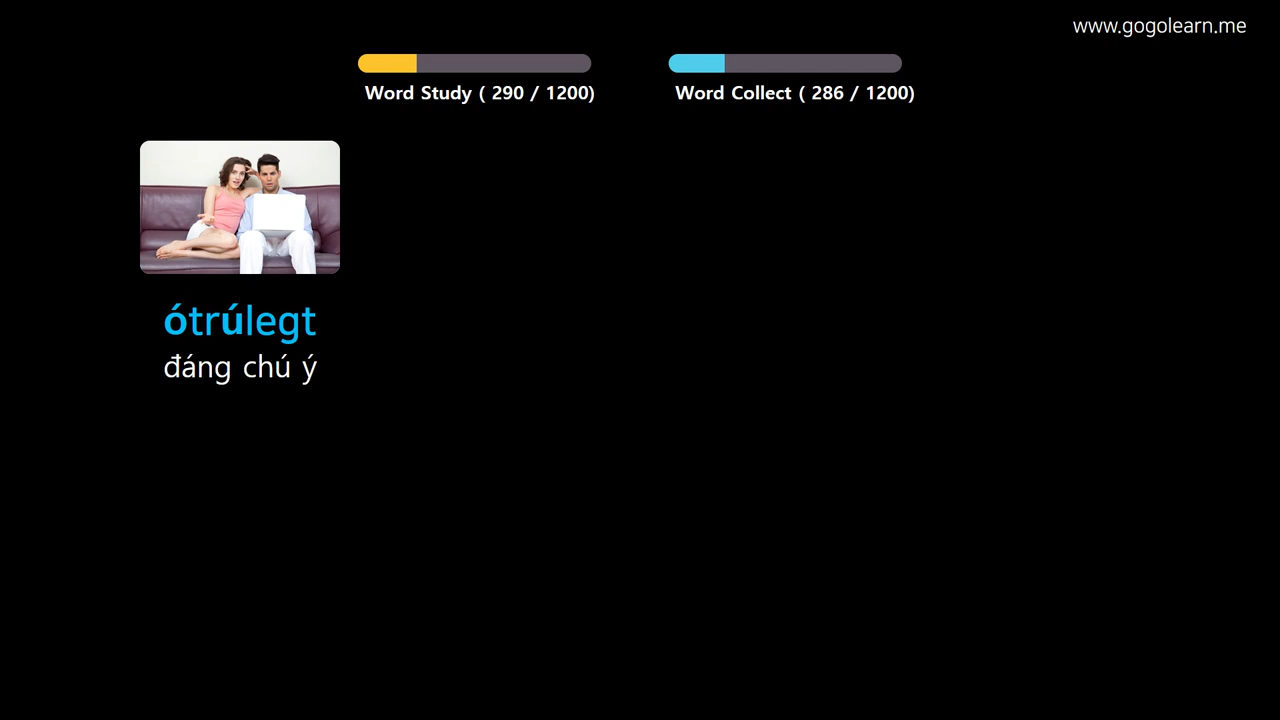 www.gogolearn.me
Word Study ( 290 / 1200)
Word Collect ( 286 / 1200)
ótrúlegt
đáng chú ý